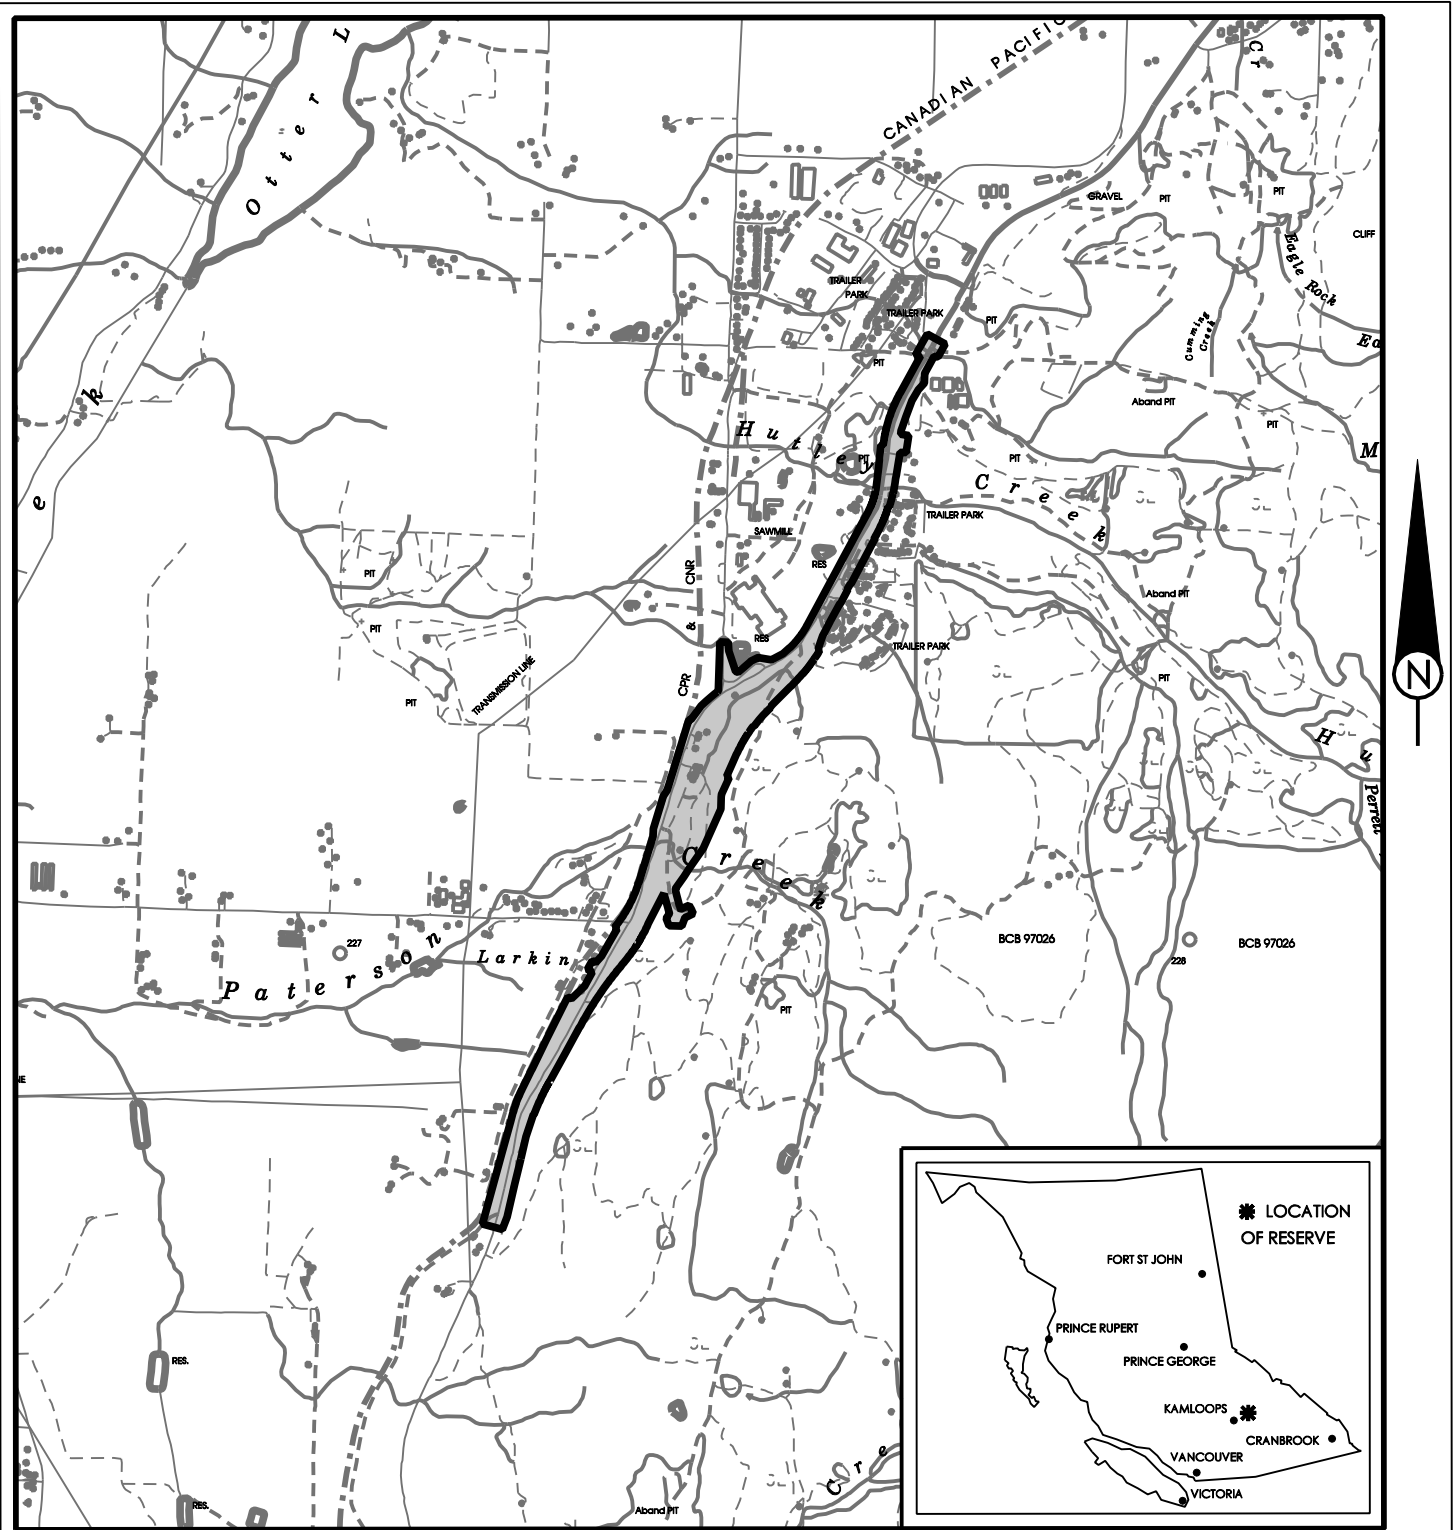 CANADIAN PACIFIC
Cr
Otter L
GRAVEL
PIT
PIT
CLIFF
Eagle Rock
TRAILER
PARK
TRAILER PARK
PIT
Cumming
Creek
PIT
Aband PIT
PIT
k
e
Hutley
PIT
PIT
M
Creek
TRAILER PARK
SAWMILL
RES
PIT
CPR & CNR
Aband PIT
PIT
RES
TRAILER PARK
TRANSMISSION LINE
PIT
PIT
N
Hu
Perrett
Creek
227
Paterson
Larkin
BCB 97026
228
BCB 97026
PIT
RES.
RES.
Aband PIT
Cre
LOCATION
OF RESERVE
FORT ST JOHN
PRINCE RUPERT
PRINCE GEORGE
KAMLOOPS
CRANBROOK
VANCOUVER
VICTORIA